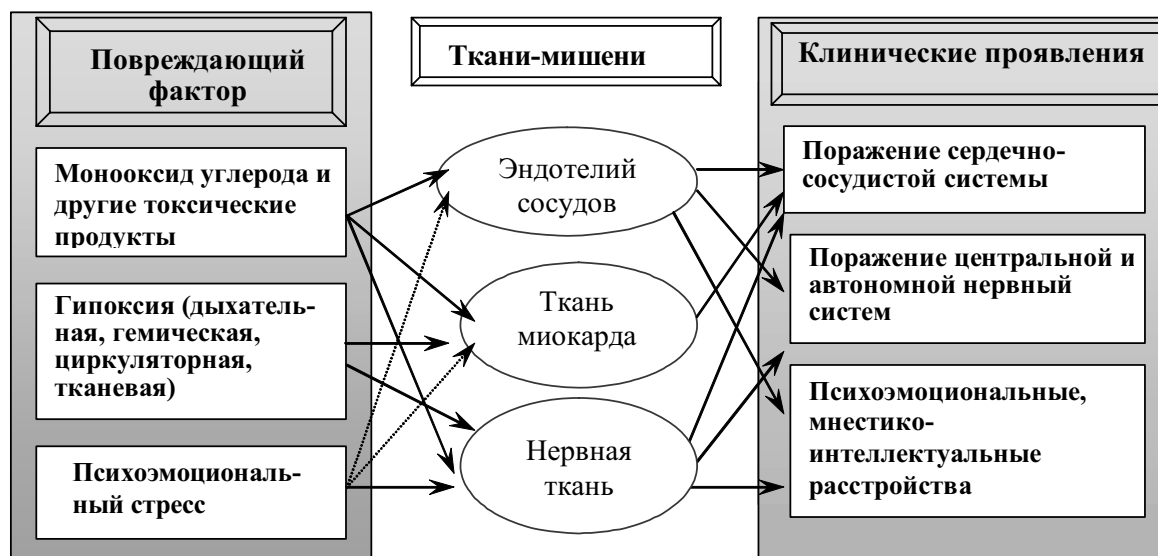 Повреждающий
фактор
Монооксид углерода и
другие токсические
продукты
Гипоксия (дыхатель-
ная, гемическая,
циркуляторная,
тканевая)
Психоэмоциональ-
ный стресс
Ткани-мишени
Эндотелий
сосудов
Ткань
миокарда
Нервная
ткань
Клинические проявления
Поражение сердечно-
сосудистой системы
Поражение центральной и
автономной нервный
систем
Психоэмоциональные,
мнестико-
интеллектуальные
расстройства